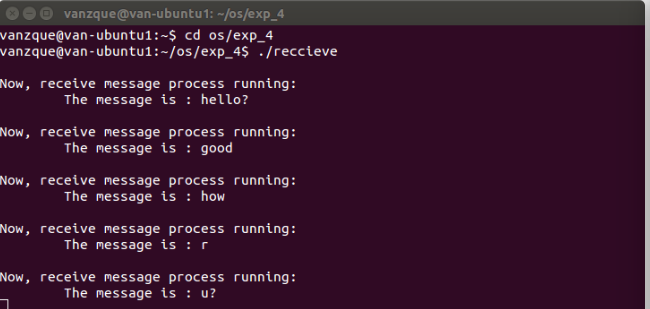 vanzque@van-ubuntu1: ~/os/exp_4
vanzque@van-ubuntu1:~$ cd os/exp_4
vanzque@van-ubuntu1:~/os/exp_4$ ./reccieve
Now, receive message process running:
The message is : hello?
Now, receive message process running:
The message is : good
Now, receive message process running:
The message is : how
Now, receive message process running:
The message is : r
Now, receive message process running:
The message is : u?